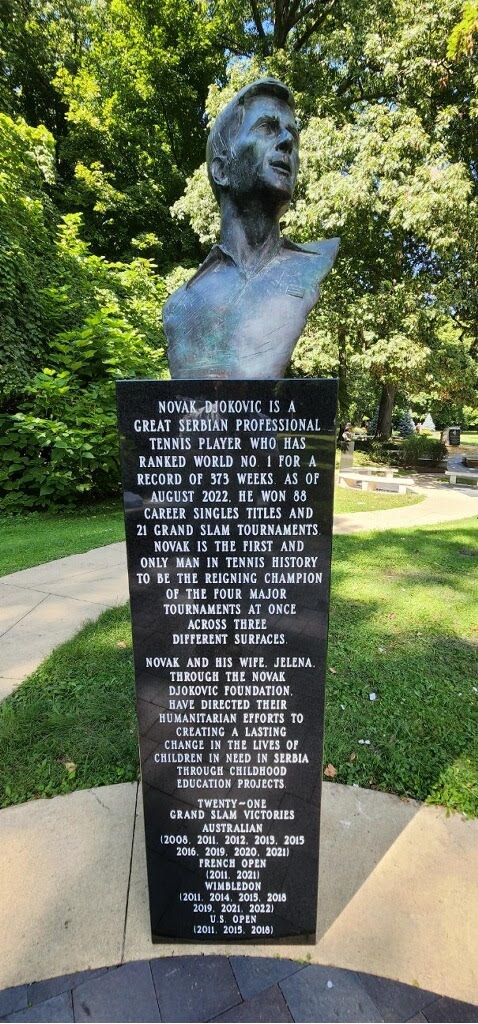 NOVAK DJOKOVIC IS A
GREAT SERBIAN PROFESSIONAL
TENNIS PLAYER WHO HAS
RANKED WORLD NO. 1 FOR A
RECORD OF 373 WEEKS. AS OF
AUGUST 2022, HE WON 88
CAREER SINGLES TITLES AND
21 GRAND SLAM TOURNAMENTS.
NOVAK IS THE FIRST AND
ONLY MAN IN TENNIS HISTORY
TO BE THE REIGNING CHAMPION
OF THE FOUR MAJOR
TOURNAMENTS AT ONCE
ACROSS THREE
DIFFERENT SURFACES.
NOVAK AND HIS WIFE, JELENA,
THROUGH THE NOVAK
DJOKOVIC FOUNDATION,
HAVE DIRECTED THEIR
HUMANITARIAN EFFORTS TO
CREATING A LASTING
CHANGE IN THE LIVES OF
CHILDREN IN NEED IN SERBIA
THROUGH CHILDHOOD
EDUCATION PROJECTS.
TWENTY~ONE
GRAND SLAM VICTORIES
AUSTRALIAN
(2008, 2011, 2012, 2013, 2015
2016, 2019, 2020, 2021)
FRENCH OPEN
(2011, 2021)
WIMBLEDON
(2011, 2014, 2015, 2018
2019, 2021, 2022)
U.S. OPEN
(2011, 2015, 2018)